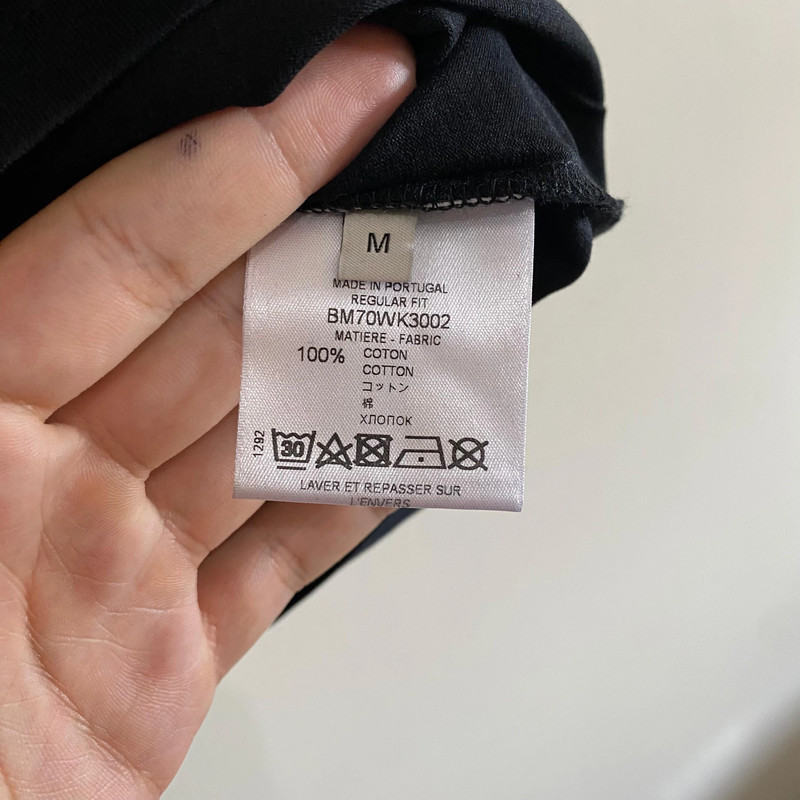 M
MADE IN PORTUGAL
REGULAR FIT
BM70WK3002
MATIERE - FABRIC
100% COTON
COTTON
コットン
棉
ХЛОПОК
1292
30
LAVER ET REPASSER SUR
L'ENVERS